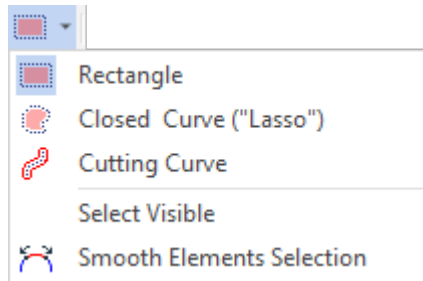 Rectangle
Closed  Curve ("Lasso")
Cutting Curve
Select Visible
Smooth Elements Selection